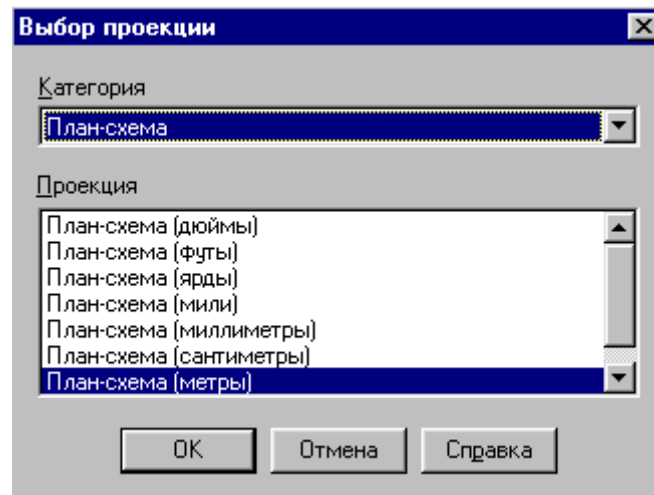 Выбор проекции
Категория
План-схема
Проекция
План-схема (дюймы)
План-схема (футы)
План-схема (ярды)
План-схема (мили)
План-схема (миллиметры)
План-схема (сантиметры)
План-схема (метры)
OK Отмена Справка